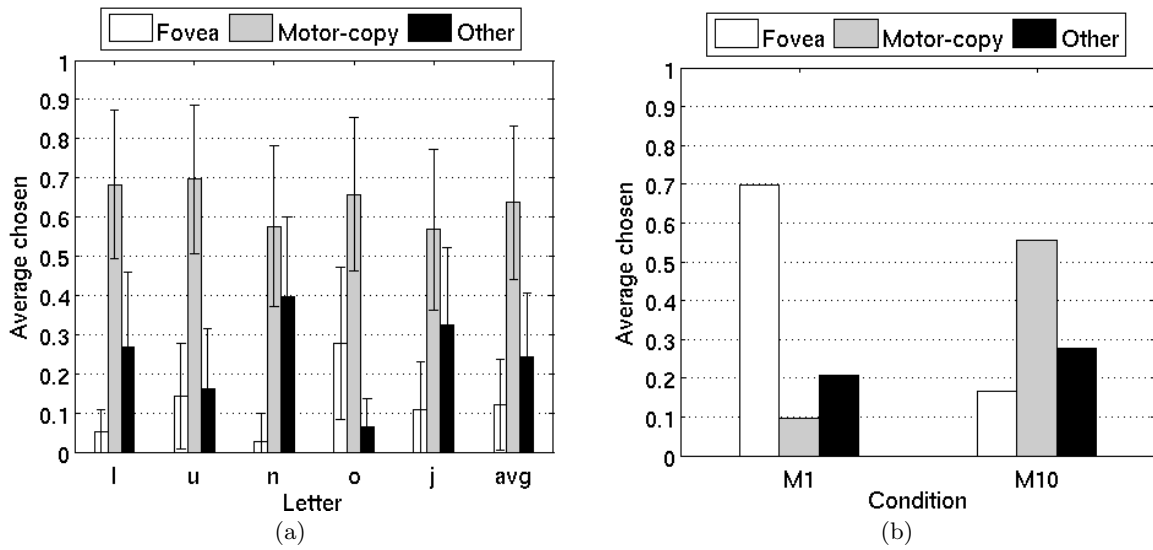 Fovea Motor-copy Other
1
0.9
0.8
0.7
0.6
0.5
0.4
0.3
0.2
0.1
0
Average chosen
l u n o j avg
Letter
(a)
Fovea Motor-copy Other
1
0.9
0.8
0.7
0.6
0.5
0.4
0.3
0.2
0.1
0
Average chosen
M1 M10
Condition
(b)